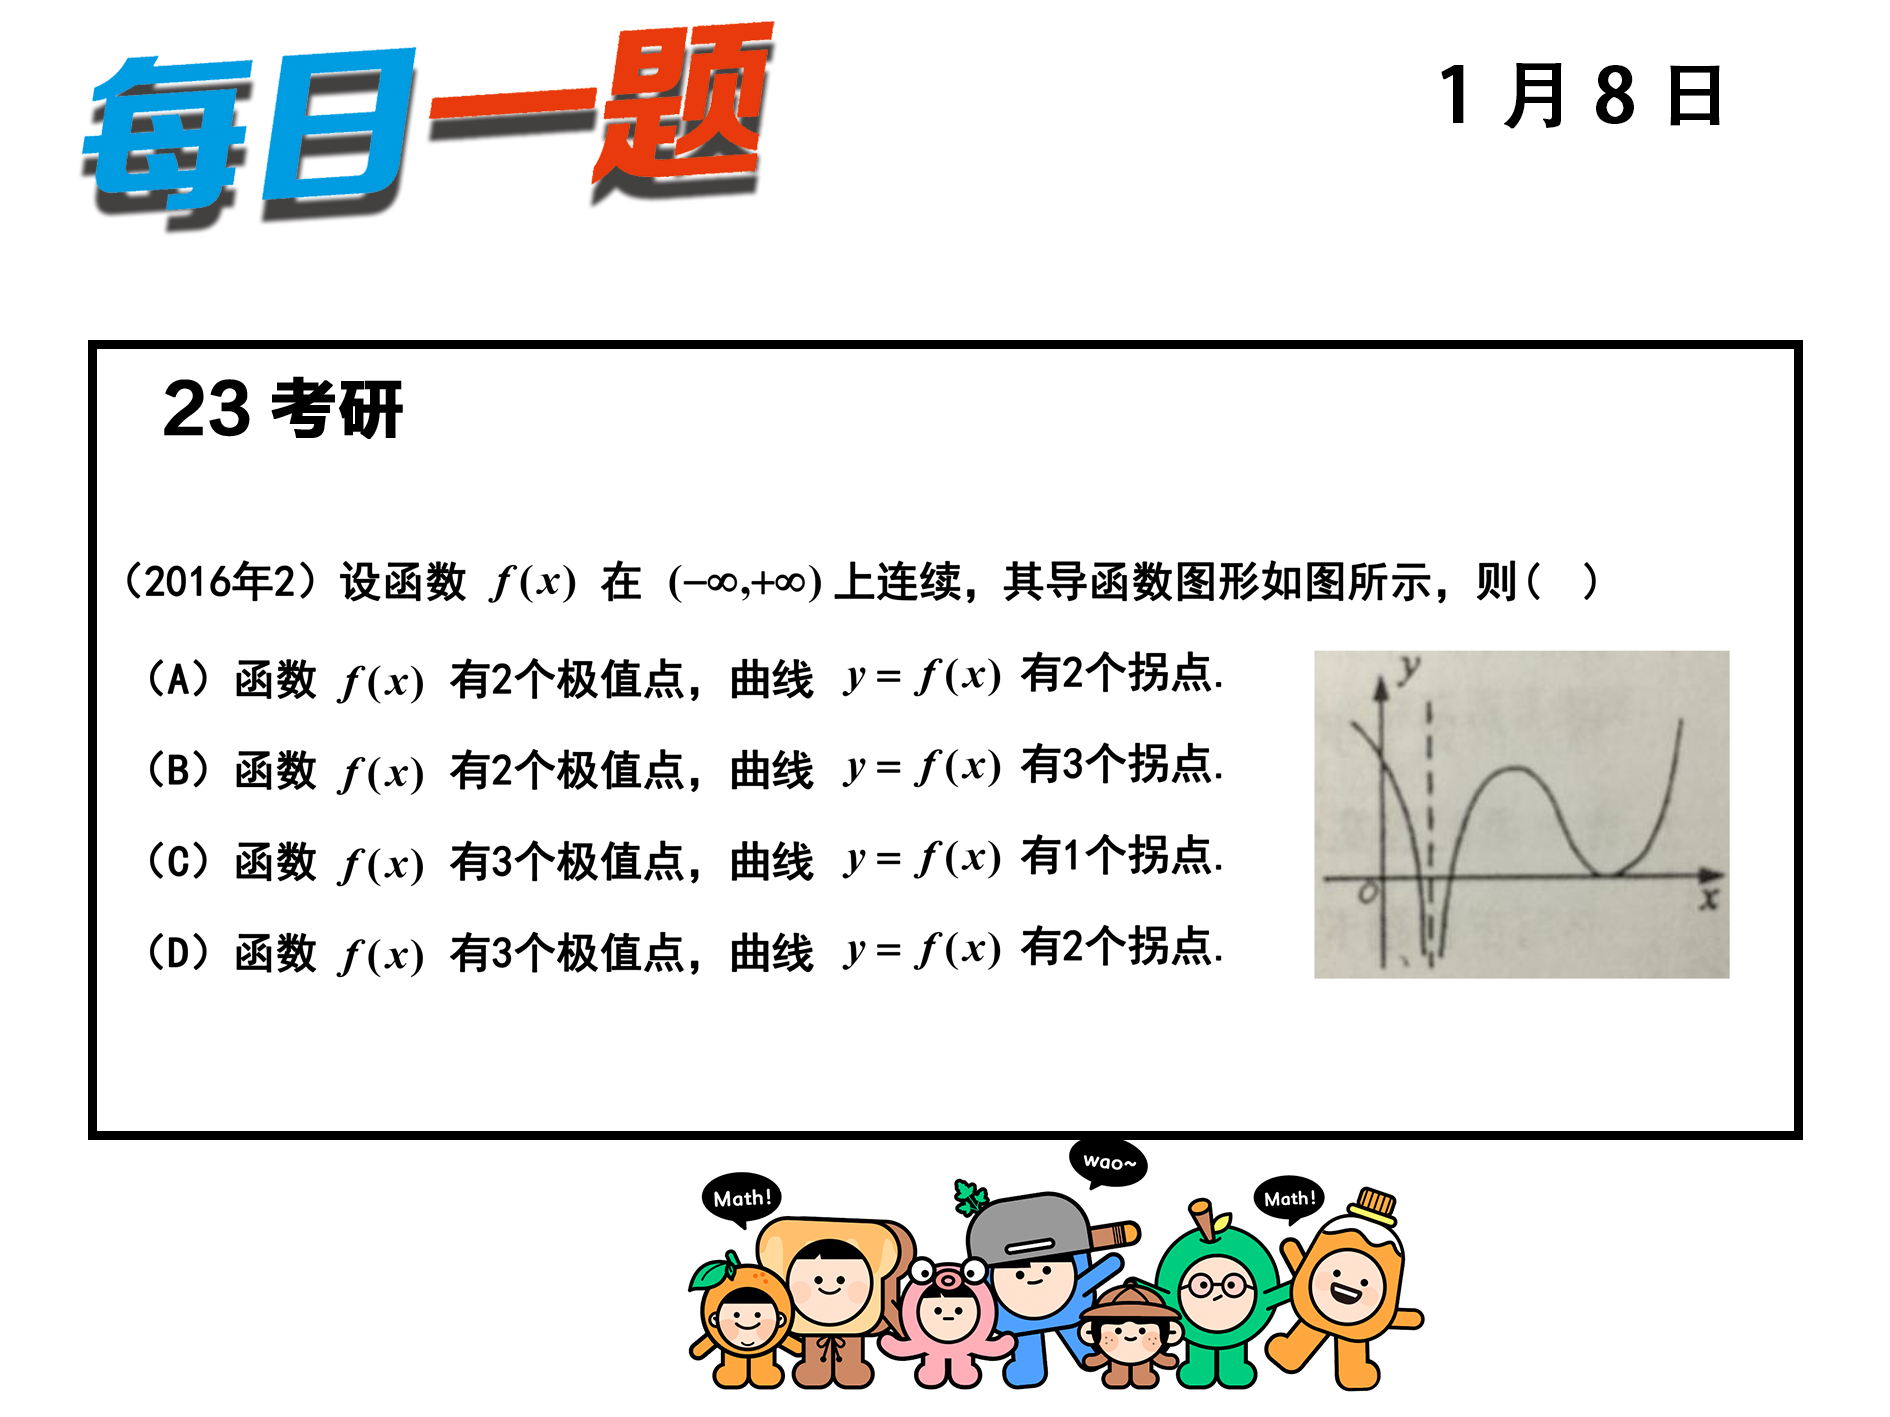 每日一题
1 月 8 日
23 考研
（2016年2）设函数 f(x) 在 (−∞,+∞) 上连续，其导函数图形如图所示，则( )
（A）函数 f(x) 有2个极值点，曲线 y = f(x) 有2个拐点.
（B）函数 f(x) 有2个极值点，曲线 y = f(x) 有3个拐点.
（C）函数 f(x) 有3个极值点，曲线 y = f(x) 有1个拐点.
（D）函数 f(x) 有3个极值点，曲线 y = f(x) 有2个拐点.
y
O
x
wao~
Math!
Math!